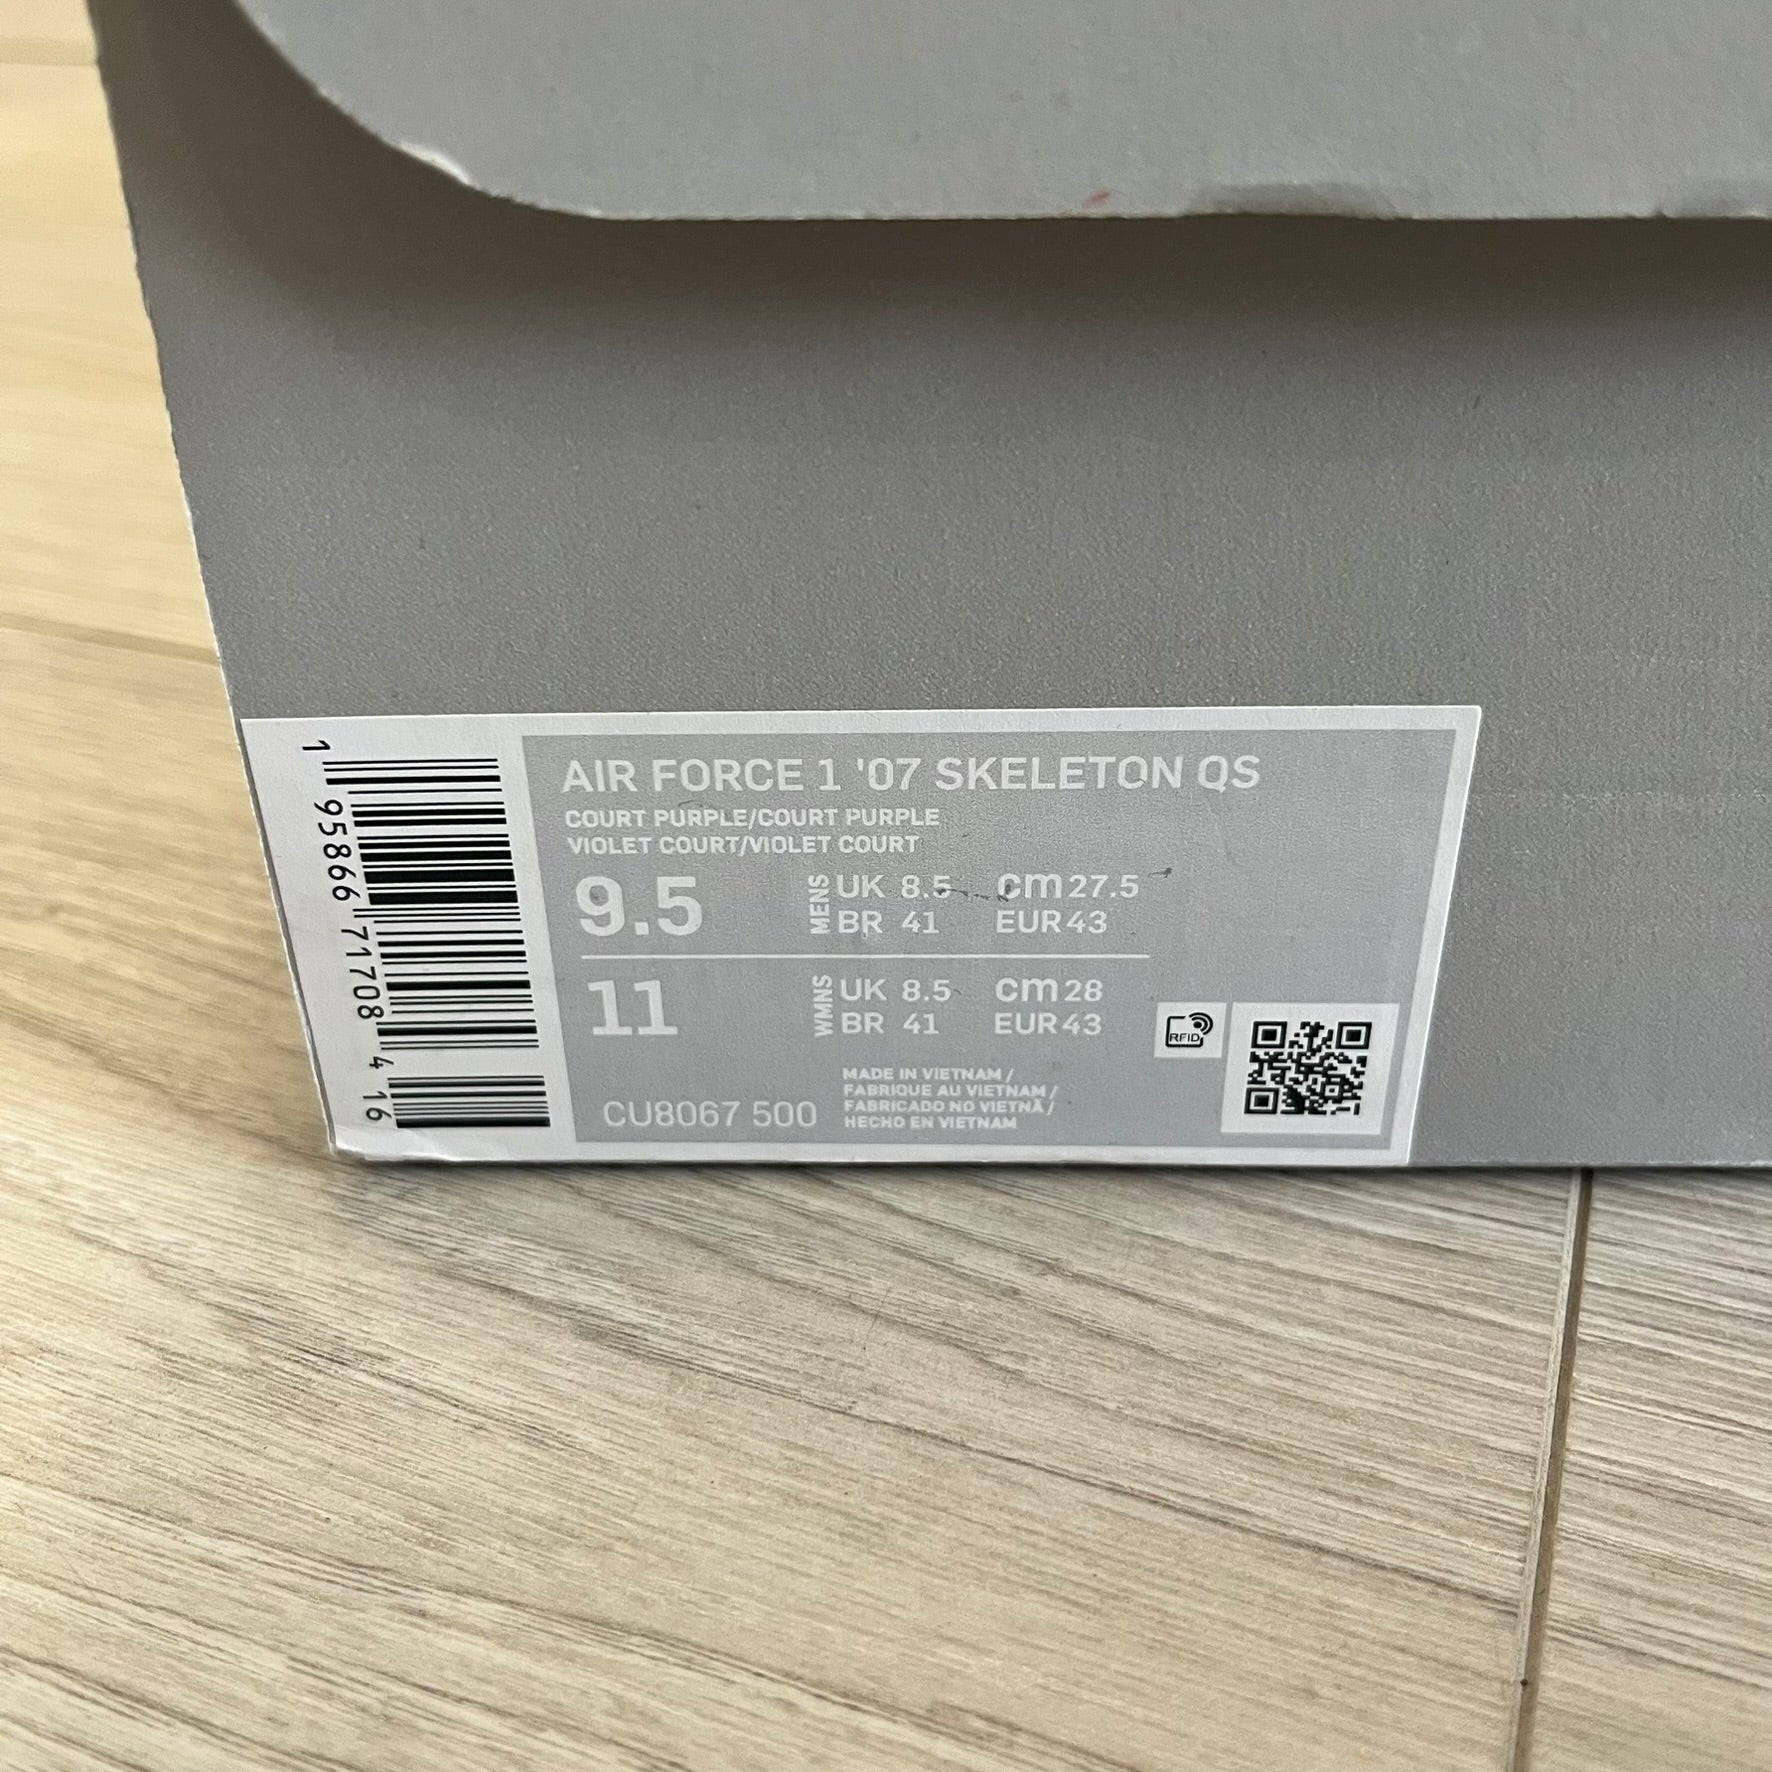 AIR FORCE 1 '07 SKELETON QS
COURT PURPLE/COURT PURPLE
VIOLET COURT/VIOLET COURT
9.5 MENS UK 8.5 cm 27.5
BR 41 EUR 43
11 WMNS UK 8.5 cm 28
BR 41 EUR 43
MADE IN VIETNAM /
FABRIQUE AU VIETNAM /
FABRICADO NO VIETNÃ /
HECHO EN VIETNAM
CU8067 500
RFID
1 95866 71708 4 16